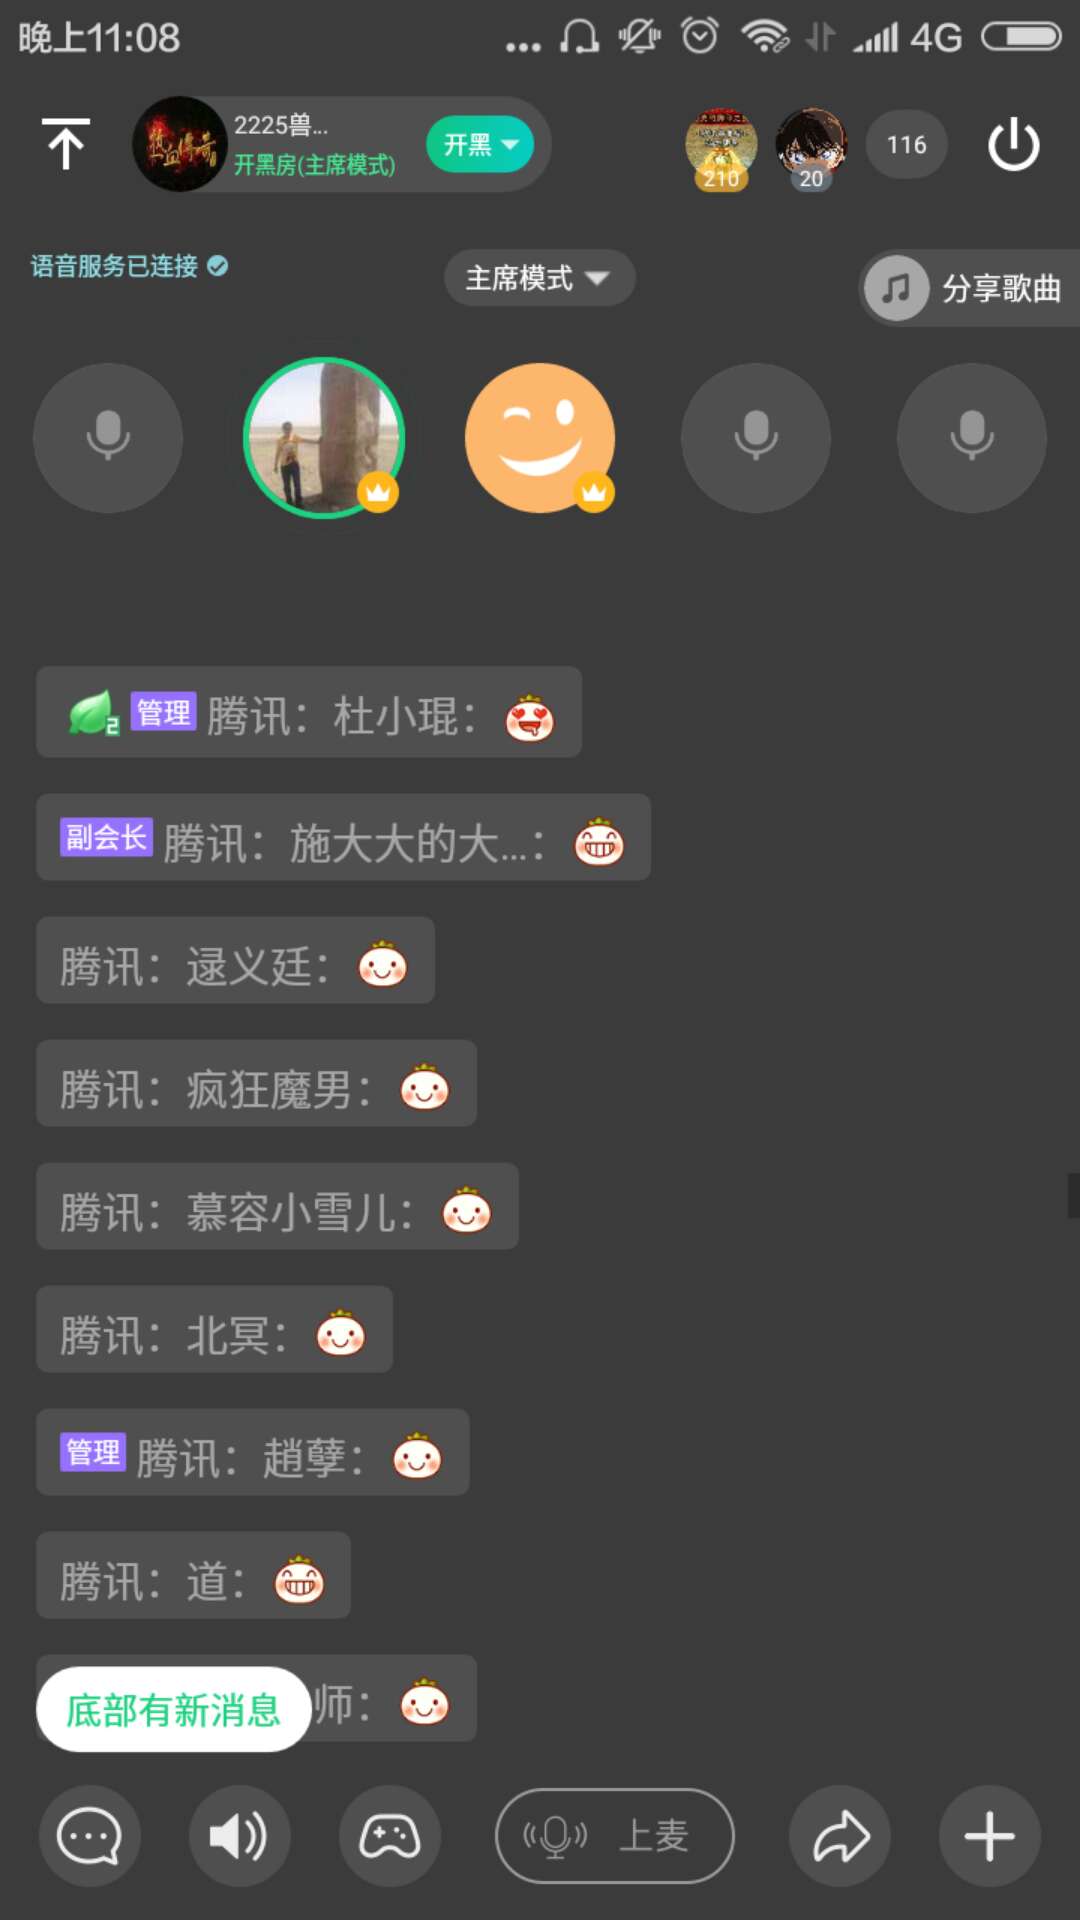 晚上11:08
4G
热血传奇
2225兽...
开黑房(主席模式)
开黑
210
20
116
语音服务已连接
主席模式
分享歌曲
2 管理 腾讯：杜小琨：
副会长 腾讯：施大大的大...：
腾讯：逯义廷：
腾讯：疯狂魔男：
腾讯：慕容小雪儿：
腾讯：北冥：
管理 腾讯：趙孽：
腾讯：道：
师：
底部有新消息
上麦